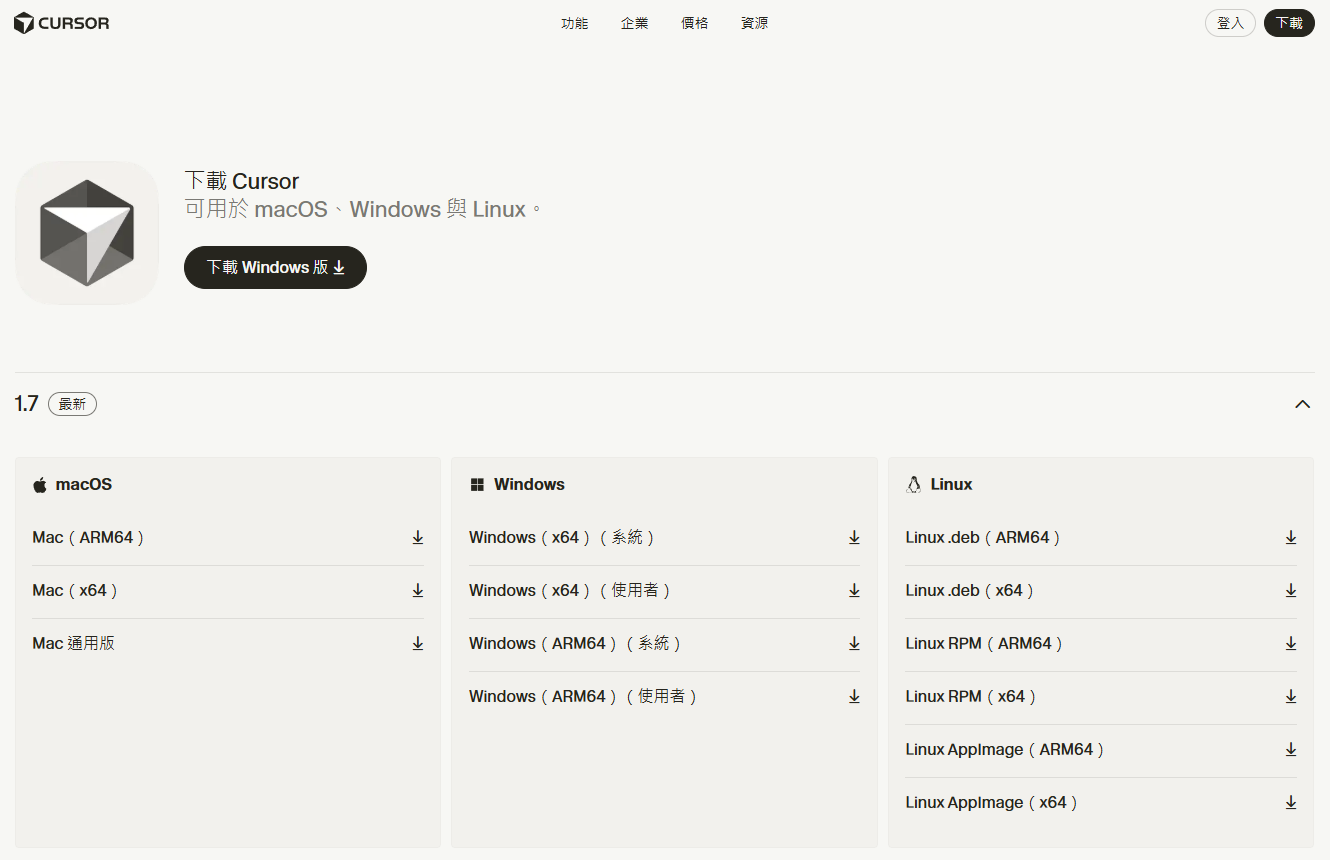 CURSOR 功能 企業 價格 資源 登入 下載
下載 Cursor
可用於 macOS、Windows 與 Linux。
下載 Windows 版
1.7 最新
macOS
Mac（ARM64）
Mac（x64）
Mac 通用版
Windows
Windows（x64）（系統）
Windows（x64）（使用者）
Windows（ARM64）（系統）
Windows（ARM64）（使用者）
Linux
Linux .deb（ARM64）
Linux .deb（x64）
Linux RPM（ARM64）
Linux RPM（x64）
Linux AppImage（ARM64）
Linux AppImage（x64）